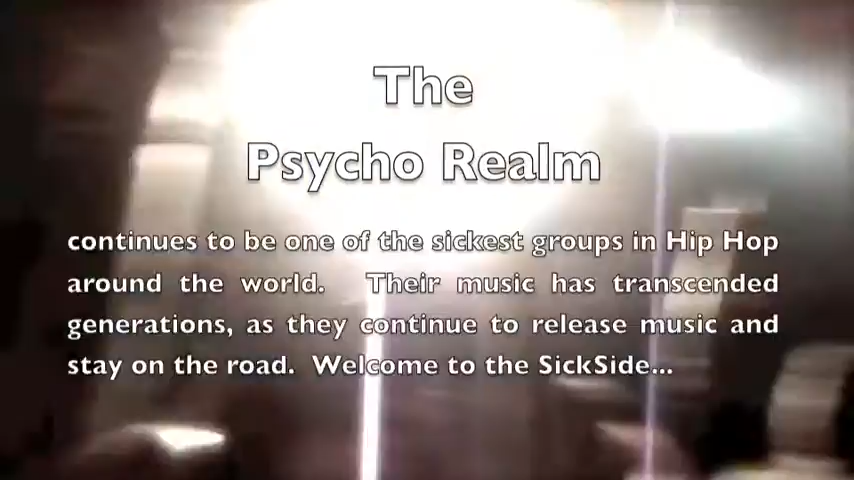 The
Psycho Realm
continues to be one of the sickest groups in Hip Hop
around the world. Their music has transcended
generations, as they continue to release music and
stay on the road. Welcome to the SickSide...